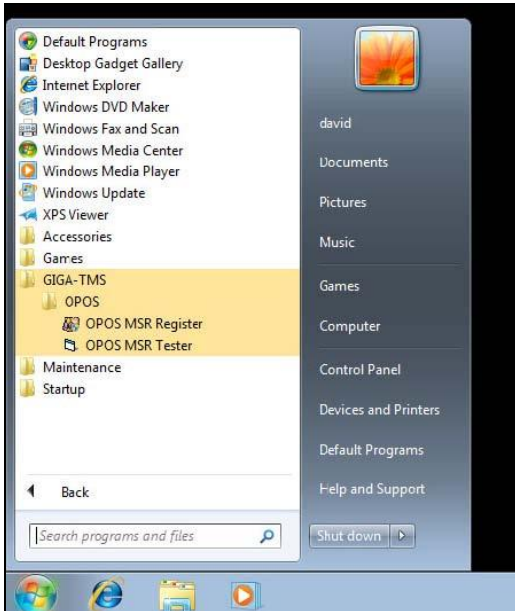 Default Programs
Desktop Gadget Gallery
Internet Explorer
Windows DVD Maker
Windows Fax and Scan
Windows Media Center
Windows Media Player
Windows Update
XPS Viewer
Accessories
Games
GIGA-TMS
OPOS
OPOS MSR Register
OPOS MSR Tester
Maintenance
Startup
Back
Search programs and files
david
Documents
Pictures
Music
Games
Computer
Control Panel
Devices and Printers
Default Programs
Help and Support
Shut down